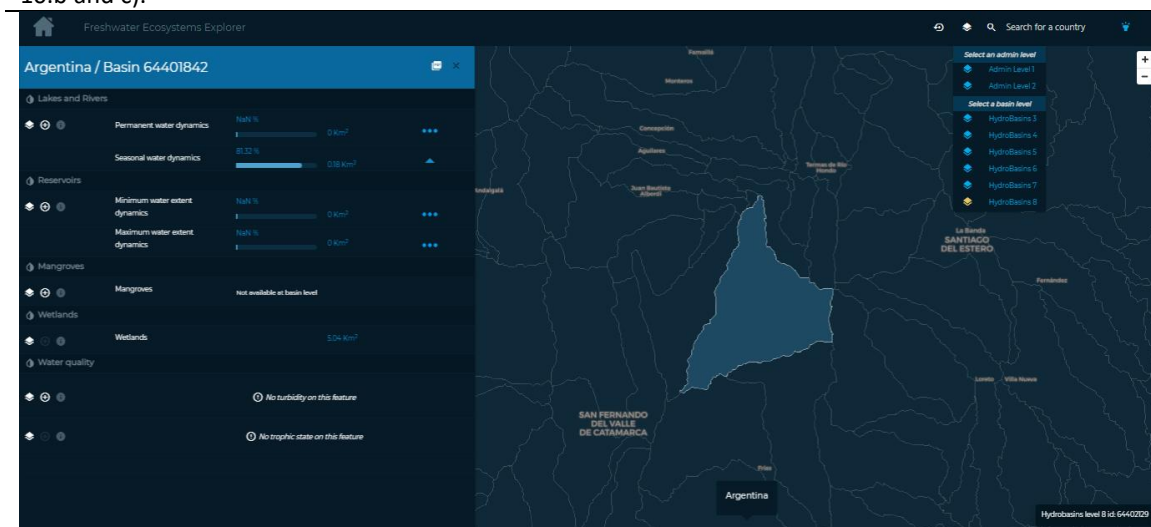 10.b and c).
Freshwater Ecosystems Explorer
Search for a country
Argentina / Basin 64401842
Lakes and Rivers
Permanent water dynamics
NaN %
0 Km²
Seasonal water dynamics
81.32 %
0.18 Km²
Reservoirs
Minimum water extent
dynamics
NaN %
0 Km²
Maximum water extent
dynamics
NaN %
0 Km²
Mangroves
Mangroves
Not available at basin level
Wetlands
Wetlands
5.04 Km²
Water quality
No turbidity on this feature
No trophic state on this feature
Select an admin level
Admin Level 1
Admin Level 2
Select a basin level
HydroBasins 3
HydroBasins 4
HydroBasins 5
HydroBasins 6
HydroBasins 7
HydroBasins 8
+
−
Famaillá
Monteros
Concepción
Aguilares
Juan Bautista
Alberdi
Andalgalá
Termas de Río
Hondo
La Banda
SANTIAGO
DEL ESTERO
Fernández
Loreto
Villa Nueva
SAN FERNANDO
DEL VALLE
DE CATAMARCA
Frías
Argentina
Hydrobasins level 8 id: 64402129